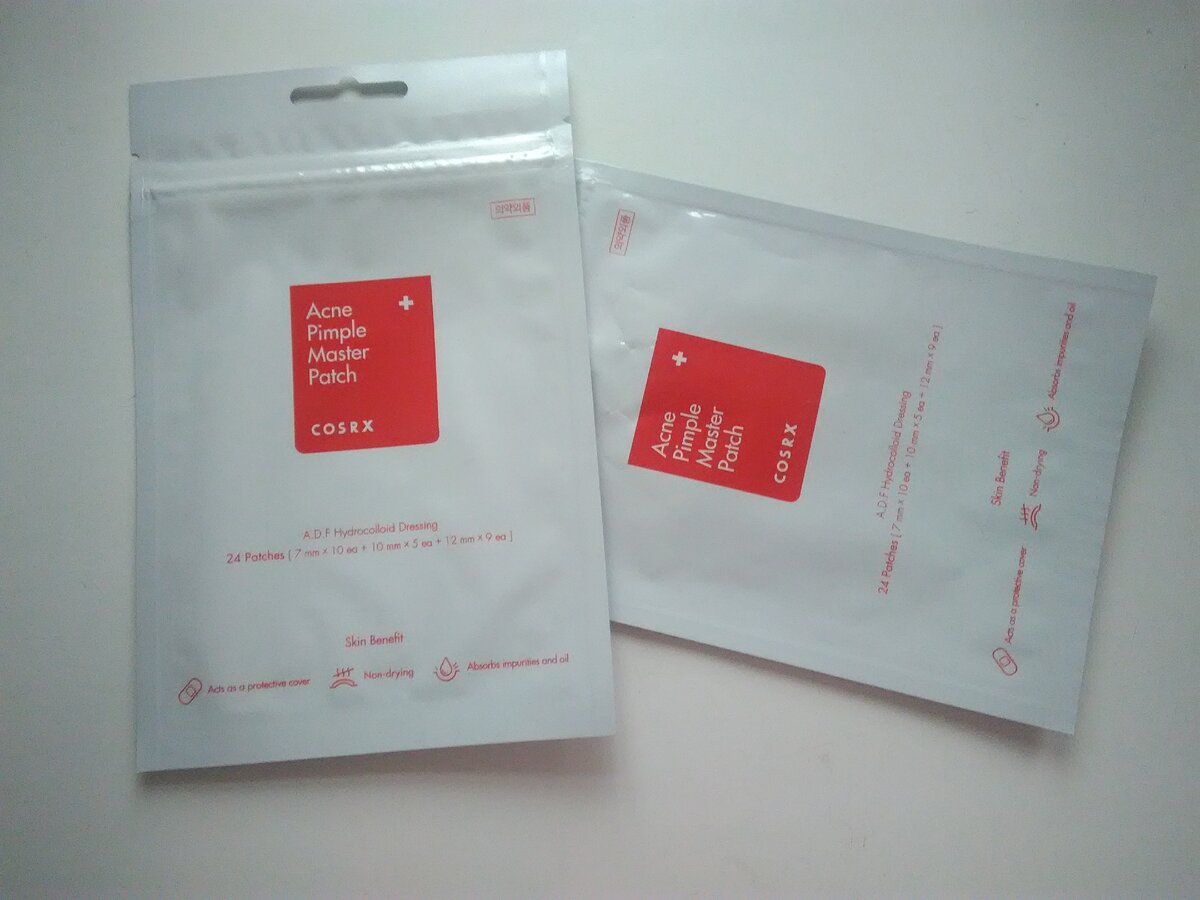 의약외품
Acne
Pimple
Master
Patch
COSRX
A.D.F Hydrocolloid Dressing
24 Patches [ 7 mm × 10 ea + 10 mm × 5 ea + 12 mm × 9 ea ]
Skin Benefit
Acts as a protective cover
Non-drying
Absorbs impurities and oil
의약외품
Acne
Pimple
Master
Patch
COSRX
A.D.F Hydrocolloid Dressing
24 Patches [ 7 mm × 10 ea + 10 mm × 5 ea + 12 mm × 9 ea ]
Skin Benefit
Acts as a protective cover
Non-drying
Absorbs impurities and oil